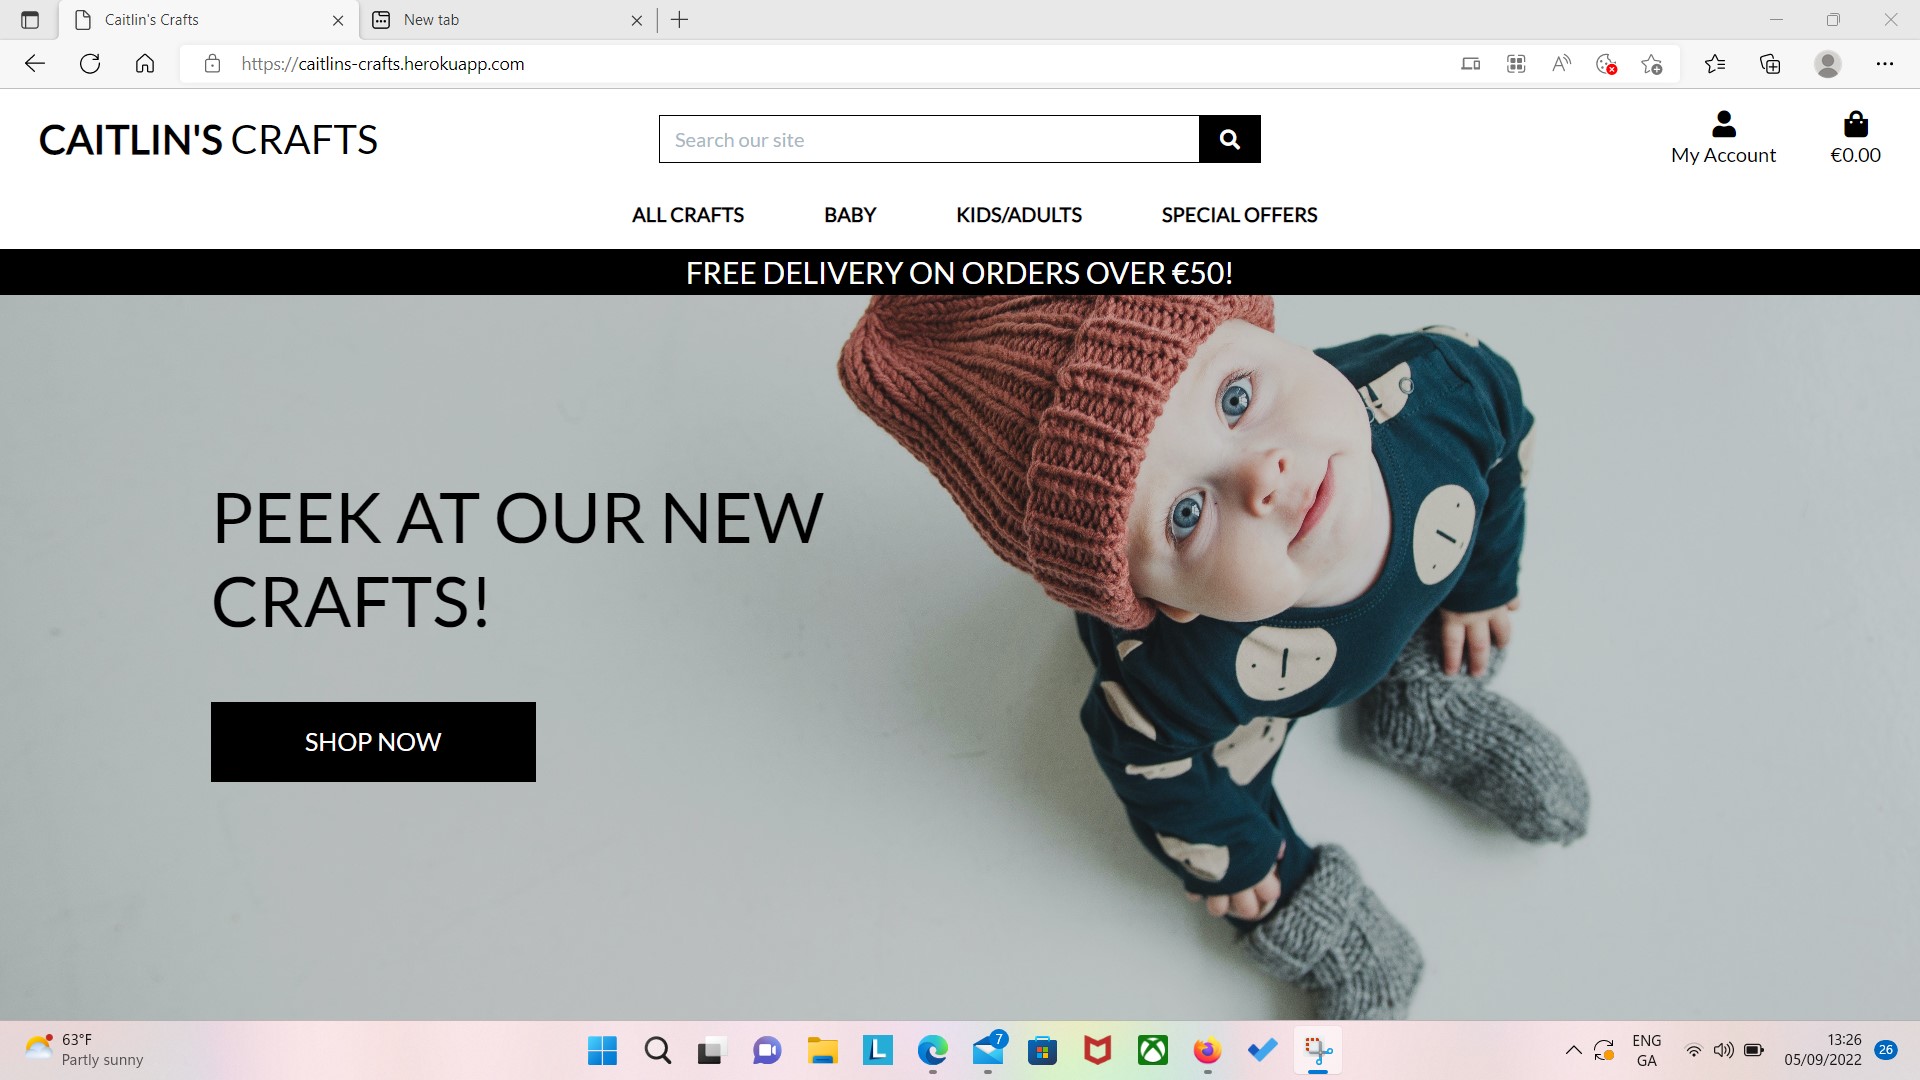 Caitlin's Crafts
New tab
https://caitlins-crafts.herokuapp.com
CAITLIN'S CRAFTS
Search our site
My Account
€0.00
ALL CRAFTS
BABY
KIDS/ADULTS
SPECIAL OFFERS
FREE DELIVERY ON ORDERS OVER €50!
PEEK AT OUR NEW
CRAFTS!
SHOP NOW
63°F
Partly sunny
L
7
ENG
GA
13:26
05/09/2022
26